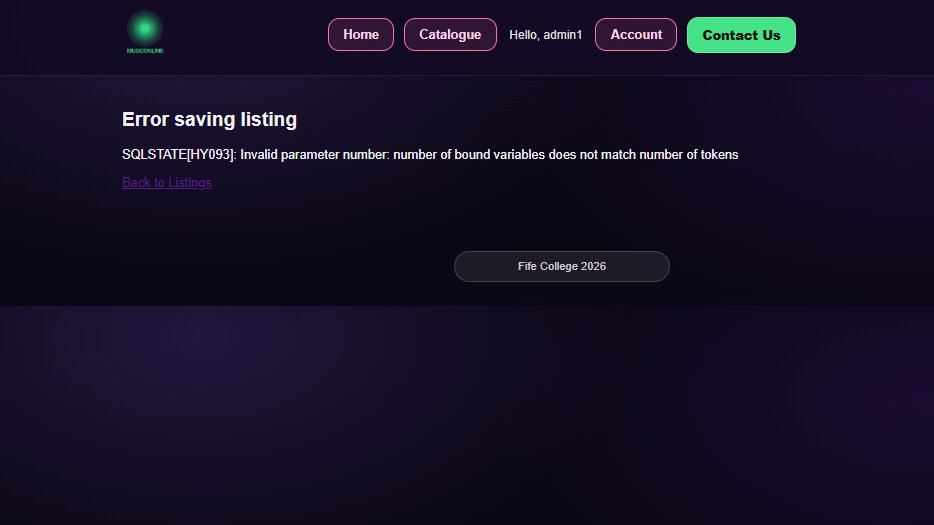 MUSICONLINE
Home
Catalogue
Hello, admin1
Account
Contact Us
Error saving listing
SQLSTATE[HY093]: Invalid parameter number: number of bound variables does not match number of tokens
Back to Listings
Fife College 2026